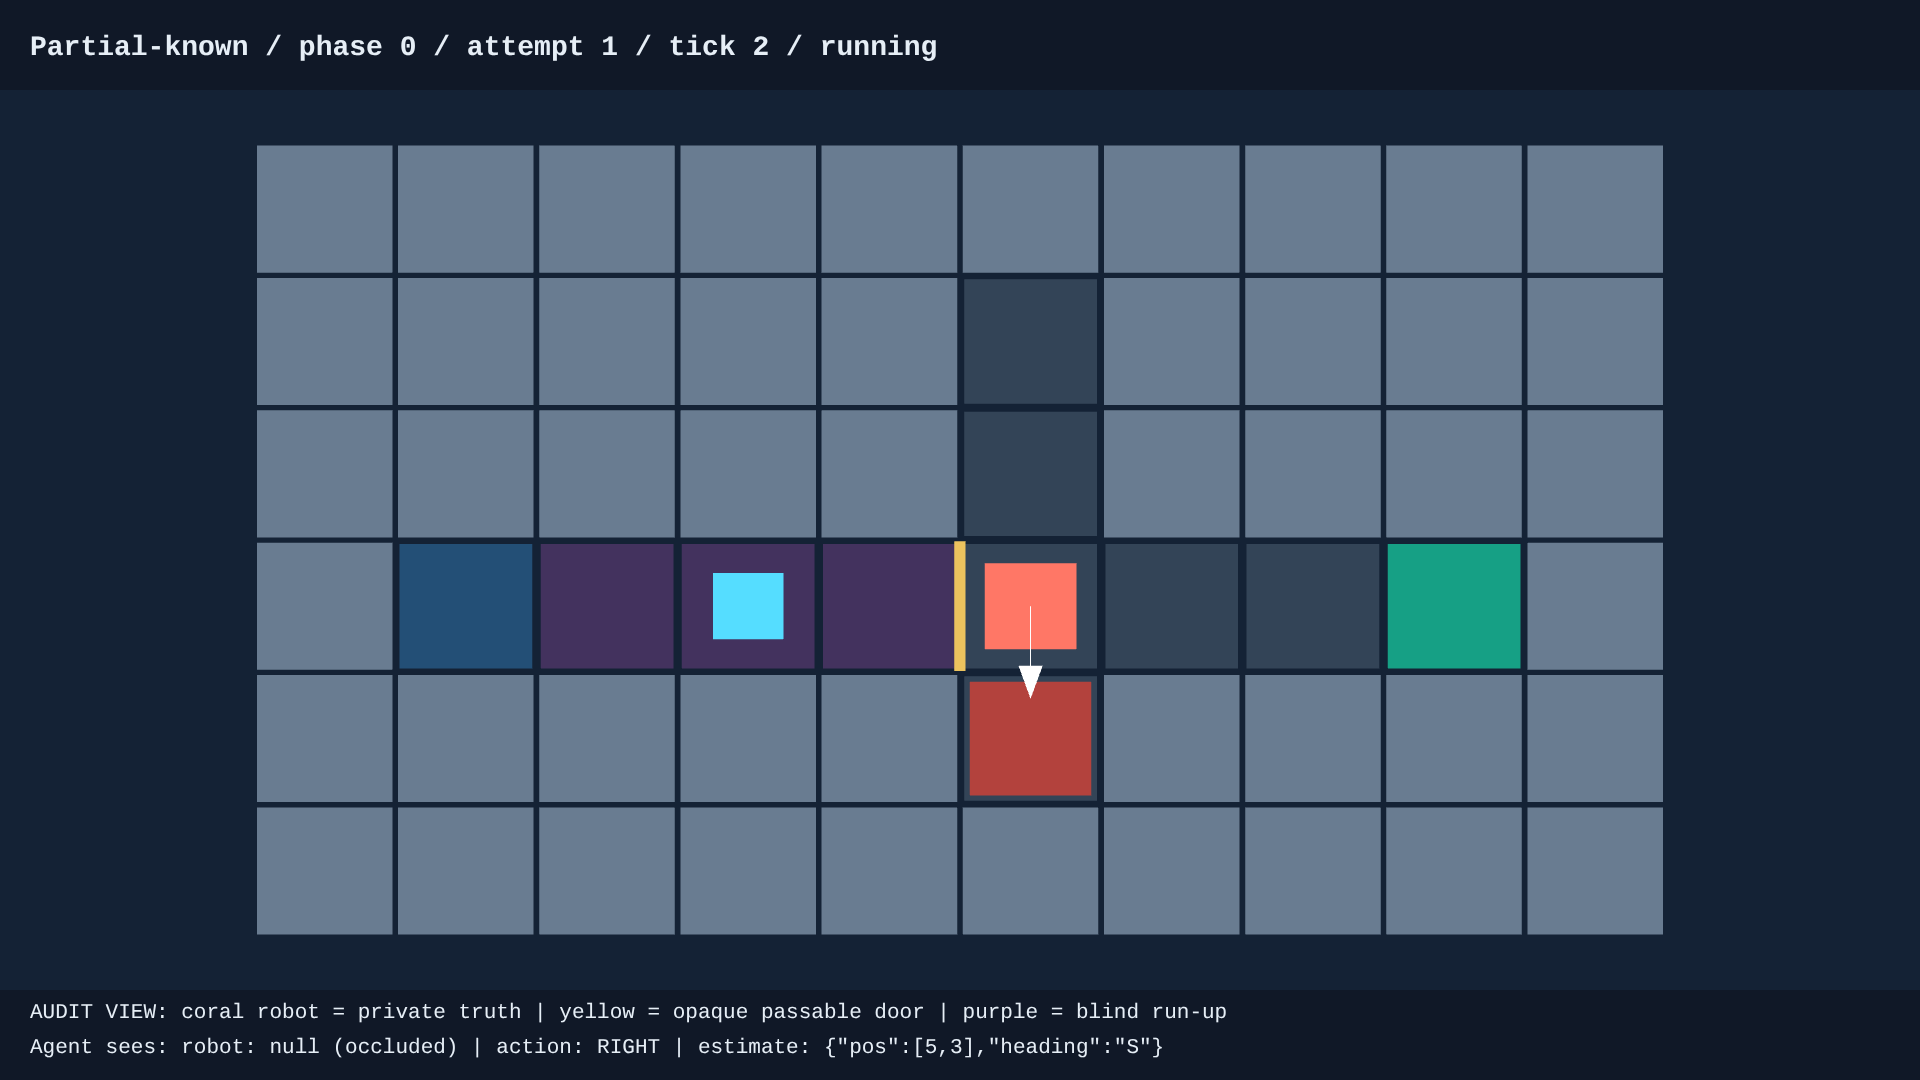 Partial-known / phase 0 / attempt 1 / tick 2 / running
AUDIT VIEW: coral robot = private truth | yellow = opaque passable door | purple = blind run-up
Agent sees: robot: null (occluded) | action: RIGHT | estimate: {"pos":[5,3],"heading":"S"}